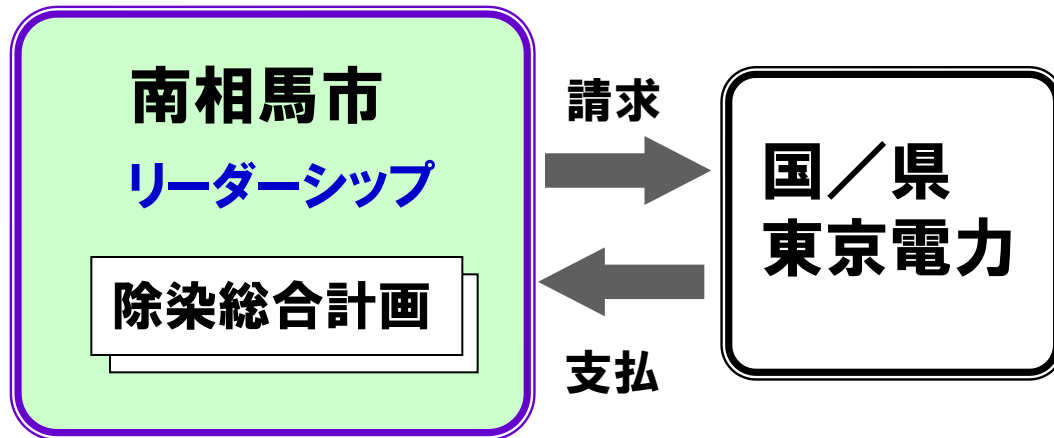 南相馬市
リーダーシップ
除染総合計画
請求
支払
国／県
東京電力